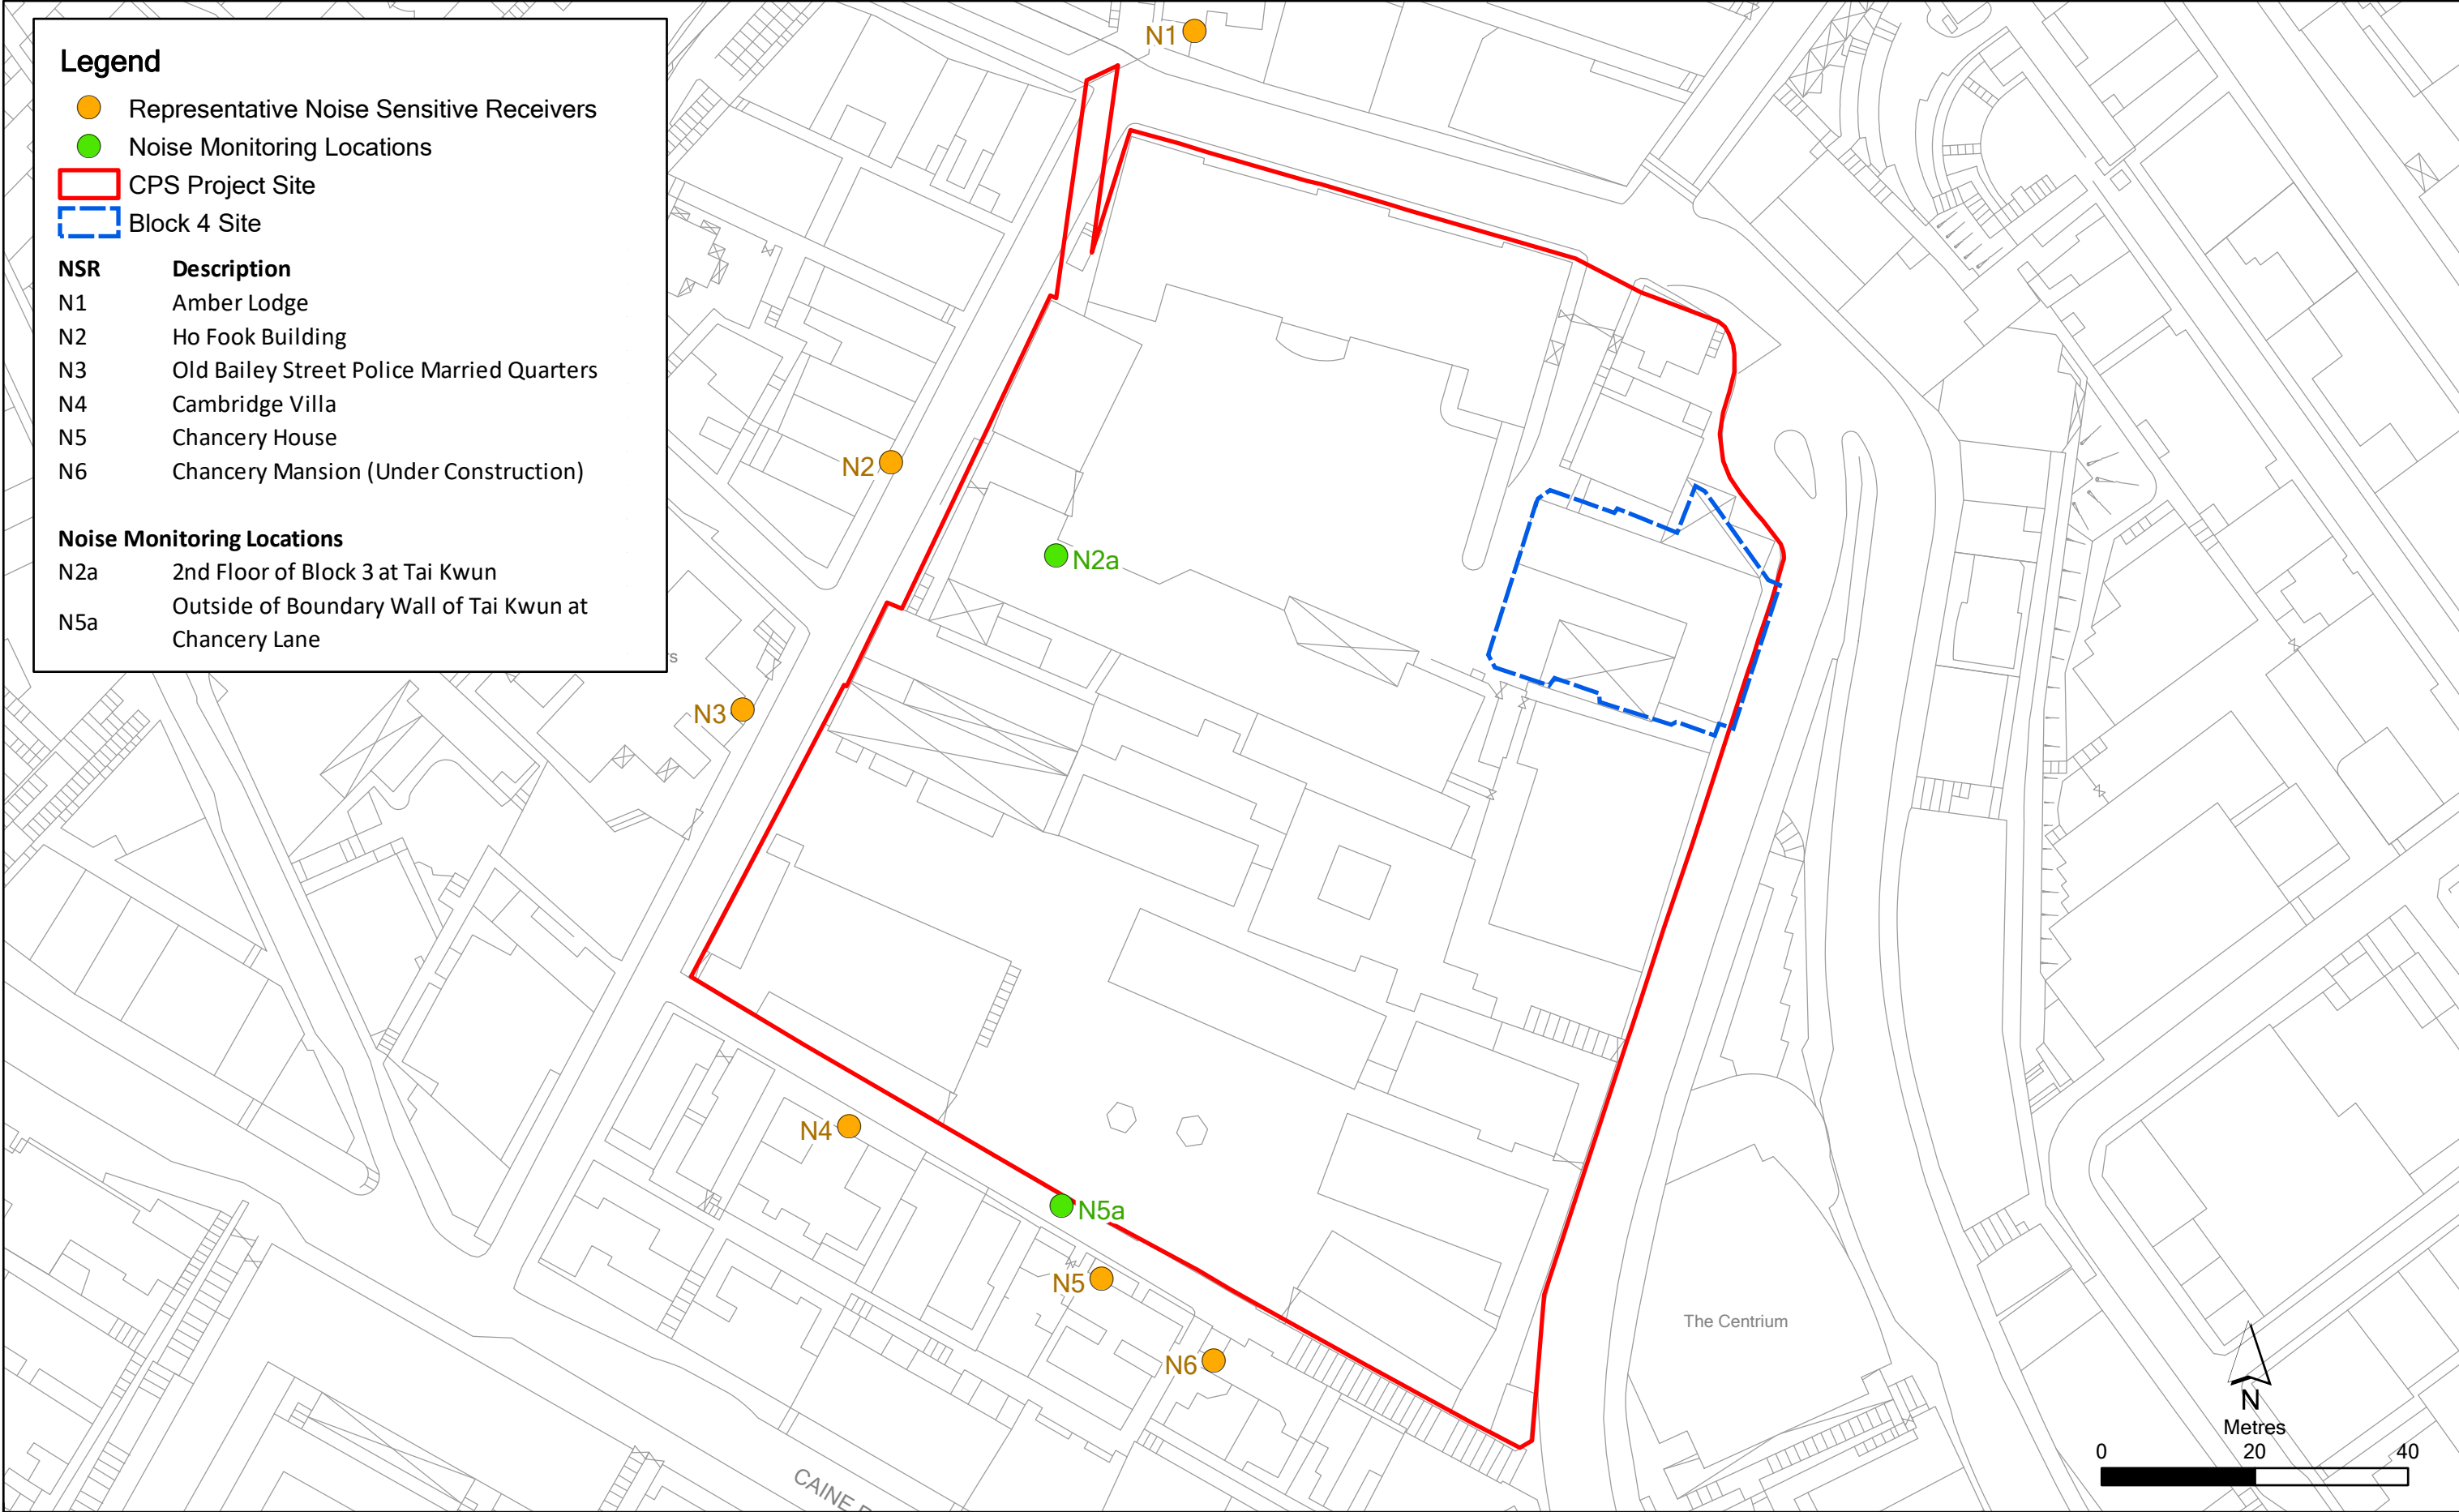 Legend
Representative Noise Sensitive Receivers
Noise Monitoring Locations
CPS Project Site
Block 4 Site
NSR Description
N1 Amber Lodge
N2 Ho Fook Building
N3 Old Bailey Street Police Married Quarters
N4 Cambridge Villa
N5 Chancery House
N6 Chancery Mansion (Under Construction)
Noise Monitoring Locations
N2a 2nd Floor of Block 3 at Tai Kwun
N5a Outside of Boundary Wall of Tai Kwun at
Chancery Lane
N1
N2
N2a
rs
N3
N4
N5a
N5
N6
The Centrium
CAINE
N
Metres
0 20 40